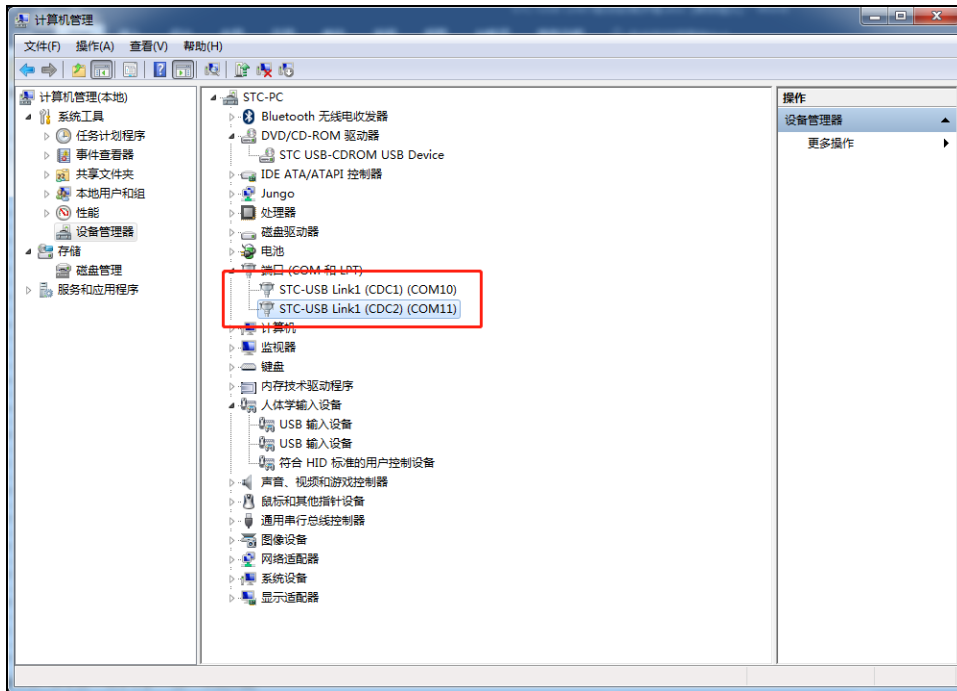 计算机管理
文件(F) 操作(A) 查看(V) 帮助(H)
计算机管理(本地)
系统工具
任务计划程序
事件查看器
共享文件夹
本地用户和组
性能
设备管理器
存储
磁盘管理
服务和应用程序
STC-PC
Bluetooth 无线电收发器
DVD/CD-ROM 驱动器
STC USB-CDROM USB Device
IDE ATA/ATAPI 控制器
Jungo
处理器
磁盘驱动器
电池
端口 (COM 和 LPT)
STC-USB Link1 (CDC1) (COM10)
STC-USB Link1 (CDC2) (COM11)
计算机
监视器
键盘
内存技术驱动程序
人体学输入设备
USB 输入设备
USB 输入设备
符合 HID 标准的用户控制设备
声音、视频和游戏控制器
鼠标和其他指针设备
通用串行总线控制器
图像设备
网络适配器
系统设备
显示适配器
操作
设备管理器
更多操作